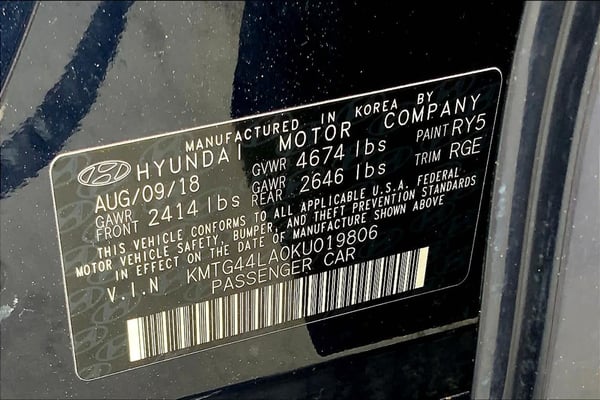 MANUFACTURED IN KOREA BY
HYUNDAI MOTOR COMPANY
AUG/09/18 GVWR 4674 lbs PAINT RY5
GAWR FRONT 2414 lbs GAWR REAR 2646 lbs TRIM RGE
THIS VEHICLE CONFORMS TO ALL APPLICABLE U.S.A. FEDERAL
MOTOR VEHICLE SAFETY, BUMPER, AND THEFT PREVENTION STANDARDS
IN EFFECT ON THE DATE OF MANUFACTURE SHOWN ABOVE
V.I.N KMTG44LA0KU019806
PASSENGER CAR